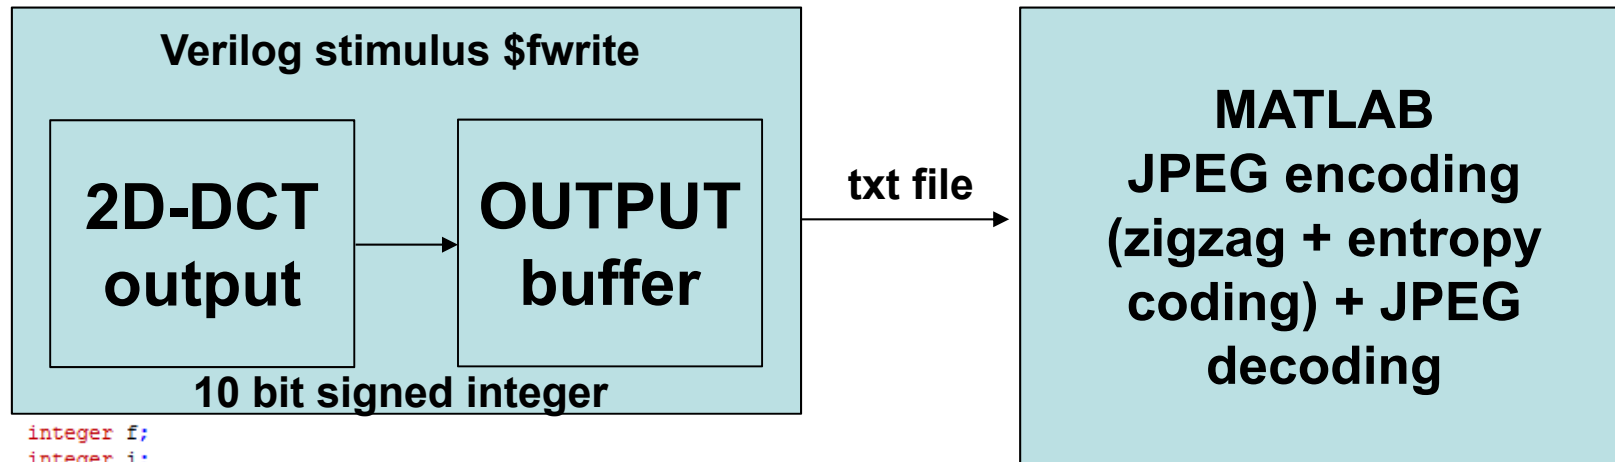 Verilog stimulus $fwrite
2D-DCT
output
OUTPUT
buffer
10 bit signed integer
txt file
MATLAB
JPEG encoding
(zigzag + entropy
coding) + JPEG
decoding
integer f;
integer i;